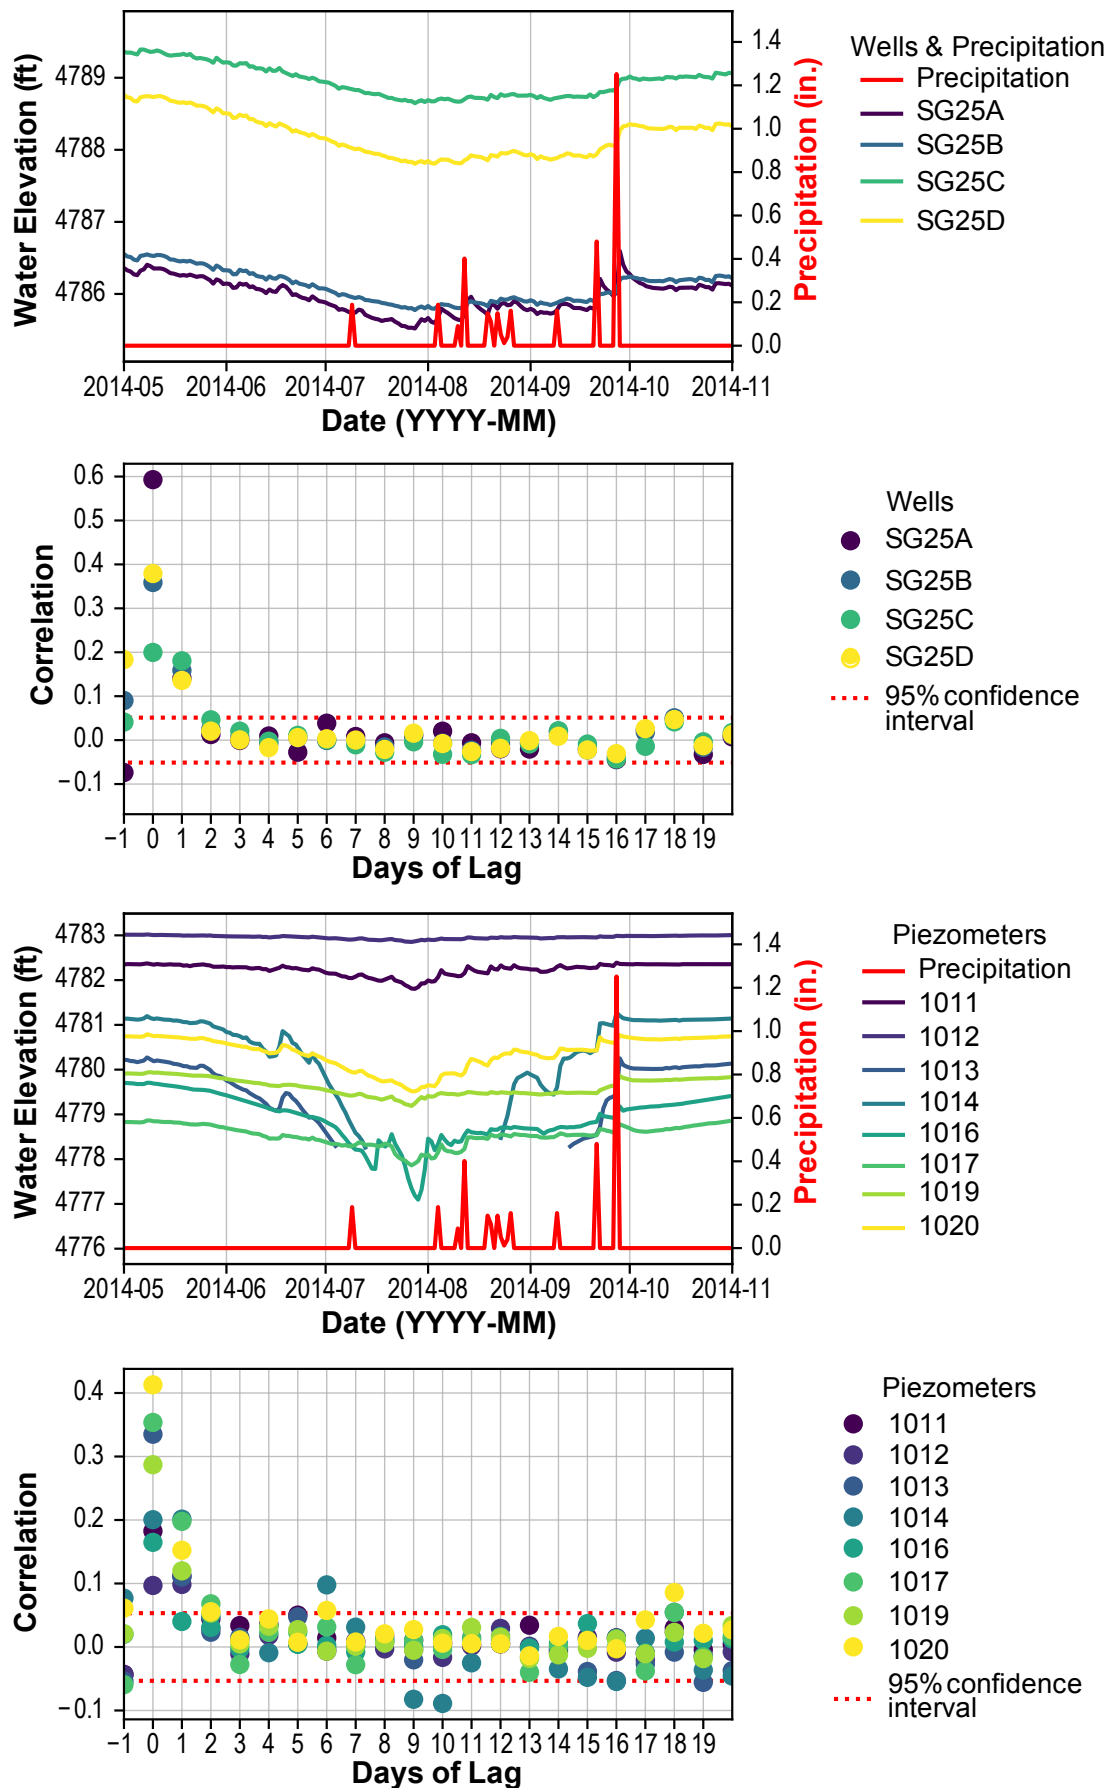 Water Elevation (ft)
4789
4788
4787
4786
1.4
1.2
1.0
0.8
0.6
0.4
0.2
0.0
Precipitation (in.)
2014-05 2014-06 2014-07 2014-08 2014-09 2014-10 2014-11
Date (YYYY-MM)
Wells & Precipitation
Precipitation
SG25A
SG25B
SG25C
SG25D
Correlation
0.6
0.5
0.4
0.3
0.2
0.1
0.0
−0.1
−1 0 1 2 3 4 5 6 7 8 9 10 11 12 13 14 15 16 17 18 19
Days of Lag
Wells
SG25A
SG25B
SG25C
SG25D
95% confidence
interval
Water Elevation (ft)
4783
4782
4781
4780
4779
4778
4777
4776
1.4
1.2
1.0
0.8
0.6
0.4
0.2
0.0
Precipitation (in.)
2014-05 2014-06 2014-07 2014-08 2014-09 2014-10 2014-11
Date (YYYY-MM)
Piezometers
Precipitation
1011
1012
1013
1014
1016
1017
1019
1020
Correlation
0.4
0.3
0.2
0.1
0.0
−0.1
−1 0 1 2 3 4 5 6 7 8 9 10 11 12 13 14 15 16 17 18 19
Days of Lag
Piezometers
1011
1012
1013
1014
1016
1017
1019
1020
95% confidence
interval